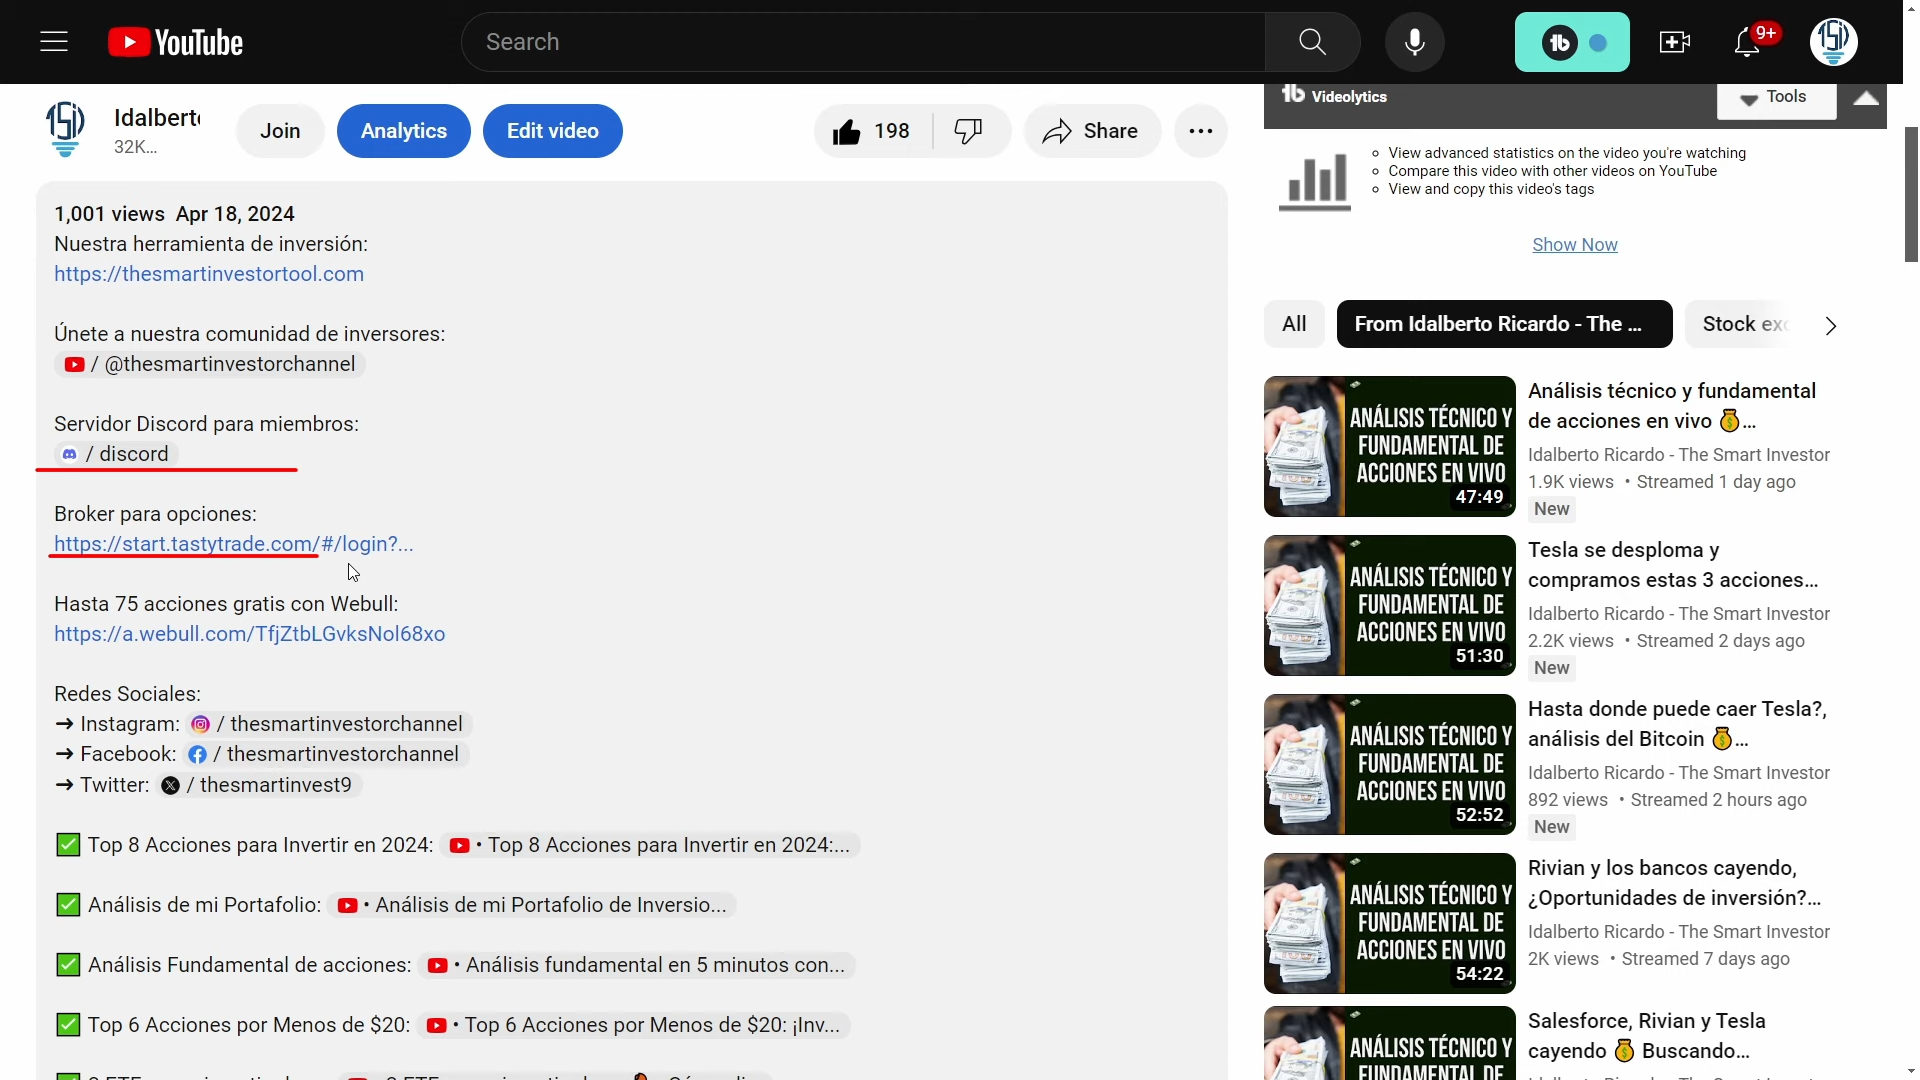 YouTube
Search
9+
Idalberto
32K...
Join
Analytics
Edit video
198
Share
1,001 views Apr 18, 2024
Nuestra herramienta de inversión:
https://thesmartinvestortool.com
Únete a nuestra comunidad de inversores:
/ @thesmartinvestorchannel
Servidor Discord para miembros:
/ discord
Broker para opciones:
https://start.tastytrade.com/#/login?...
Hasta 75 acciones gratis con Webull:
https://a.webull.com/TfjZtbLGvksNol68xo
Redes Sociales:
→ Instagram: / thesmartinvestorchannel
→ Facebook: / thesmartinvestorchannel
→ Twitter: / thesmartinvest9
✅ Top 8 Acciones para Invertir en 2024: • Top 8 Acciones para Invertir en 2024:...
✅ Análisis de mi Portafolio: • Análisis de mi Portafolio de Inversio...
✅ Análisis Fundamental de acciones: • Análisis fundamental en 5 minutos con...
✅ Top 6 Acciones por Menos de $20: • Top 6 Acciones por Menos de $20: ¡Inv...
Videolytics
Tools
View advanced statistics on the video you're watching
Compare this video with other videos on YouTube
View and copy this video's tags
Show Now
All
From Idalberto Ricardo - The ...
Stock exc
ANÁLISIS TÉCNICO Y
FUNDAMENTAL DE
ACCIONES EN VIVO
47:49
Análisis técnico y fundamental
de acciones en vivo 💰...
Idalberto Ricardo - The Smart Investor
1.9K views • Streamed 1 day ago
New
ANÁLISIS TÉCNICO Y
FUNDAMENTAL DE
ACCIONES EN VIVO
51:30
Tesla se desploma y
compramos estas 3 acciones...
Idalberto Ricardo - The Smart Investor
2.2K views • Streamed 2 days ago
New
ANÁLISIS TÉCNICO Y
FUNDAMENTAL DE
ACCIONES EN VIVO
52:52
Hasta donde puede caer Tesla?,
análisis del Bitcoin 💰...
Idalberto Ricardo - The Smart Investor
892 views • Streamed 2 hours ago
New
ANÁLISIS TÉCNICO Y
FUNDAMENTAL DE
ACCIONES EN VIVO
54:22
Rivian y los bancos cayendo,
¿Oportunidades de inversión?...
Idalberto Ricardo - The Smart Investor
2K views • Streamed 7 days ago
ANÁLISIS TÉCNICO Y
FUNDAMENTAL DE
Salesforce, Rivian y Tesla
cayendo 💰 Buscando...